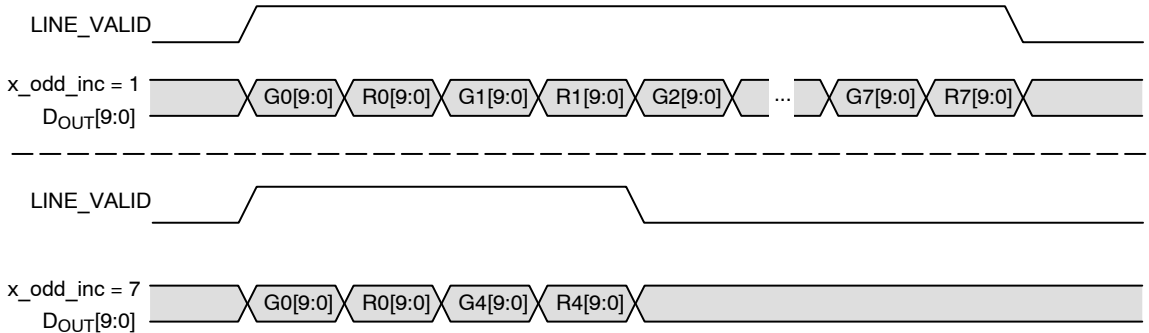 LINE_VALID
x_odd_inc = 1
D_OUT[9:0]
G0[9:0] R0[9:0] G1[9:0] R1[9:0] G2[9:0] ... G7[9:0] R7[9:0]
LINE_VALID
x_odd_inc = 7
D_OUT[9:0]
G0[9:0] R0[9:0] G4[9:0] R4[9:0]